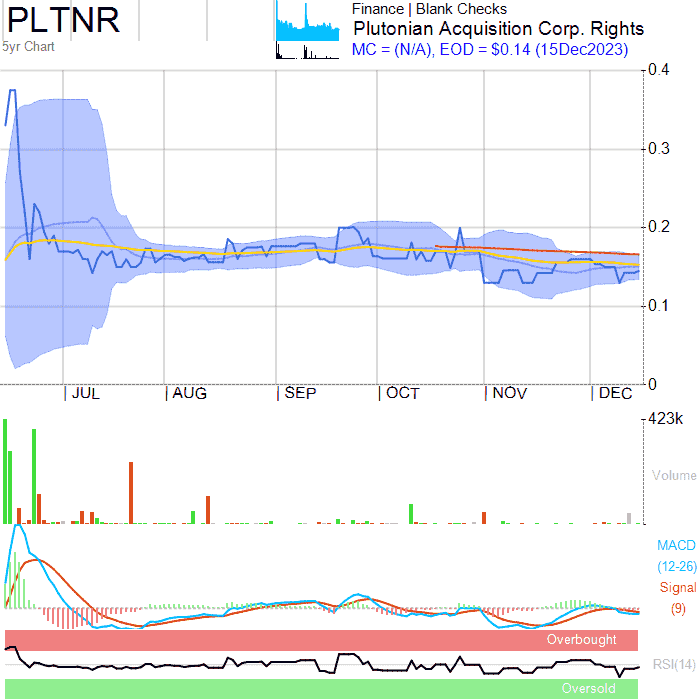 PLTNR
5yr Chart
Finance | Blank Checks
Plutonian Acquisition Corp. Rights
MC = (N/A), EOD = $0.14 (15Dec2023)
0.4
0.3
0.2
0.1
0
| JUL | AUG | SEP | OCT | NOV | DEC
423k
Volume
MACD
(12-26)
Signal
(9)
Overbought
RSI(14)
Oversold